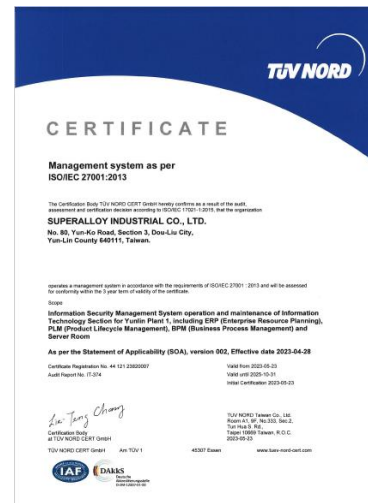 TÜV NORD
CERTIFICATE
Management system as per
ISO/IEC 27001:2013
The Certification Body TÜV NORD CERT GmbH hereby confirms as a result of the audit,
assessment and certification decision according to ISO/IEC 17021-1:2015, that the organization
SUPERALLOY INDUSTRIAL CO., LTD.
No. 80, Yun-Ko Road, Section 3, Dou-Liu City,
Yun-Lin County 640111, Taiwan.
operates a management system in accordance with the requirements of ISO/IEC 27001 : 2013 and will be assessed
for conformity within the 3 year term of validity of the certificate.
Scope
Information Security Management System operation and maintenance of Information
Technology Section for Yunlin Plant 1, including ERP (Enterprise Resource Planning),
PLM (Product Lifecycle Management), BPM (Business Process Management) and
Server Room
As per the Statement of Applicability (SOA), version 002, Effective date 2023-04-28
Certificate Registration No. 44 121 23820007
Audit Report No. IT-374
Valid from 2023-05-23
Valid until 2025-10-31
Initial Certification 2023-05-23
Certification Body
at TÜV NORD CERT GmbH
TUV NORD Taiwan Co., Ltd.
Room A1, 9F, No.333, Sec.2,
Tun Hua S. Rd.,
Taipei 10669 Taiwan, R.O.C.
2023-05-23
TÜV NORD CERT GmbH
Am TÜV 1
45307 Essen
www.tuev-nord-cert.com
IAF
DAkkS
Deutsche
Akkreditierungsstelle